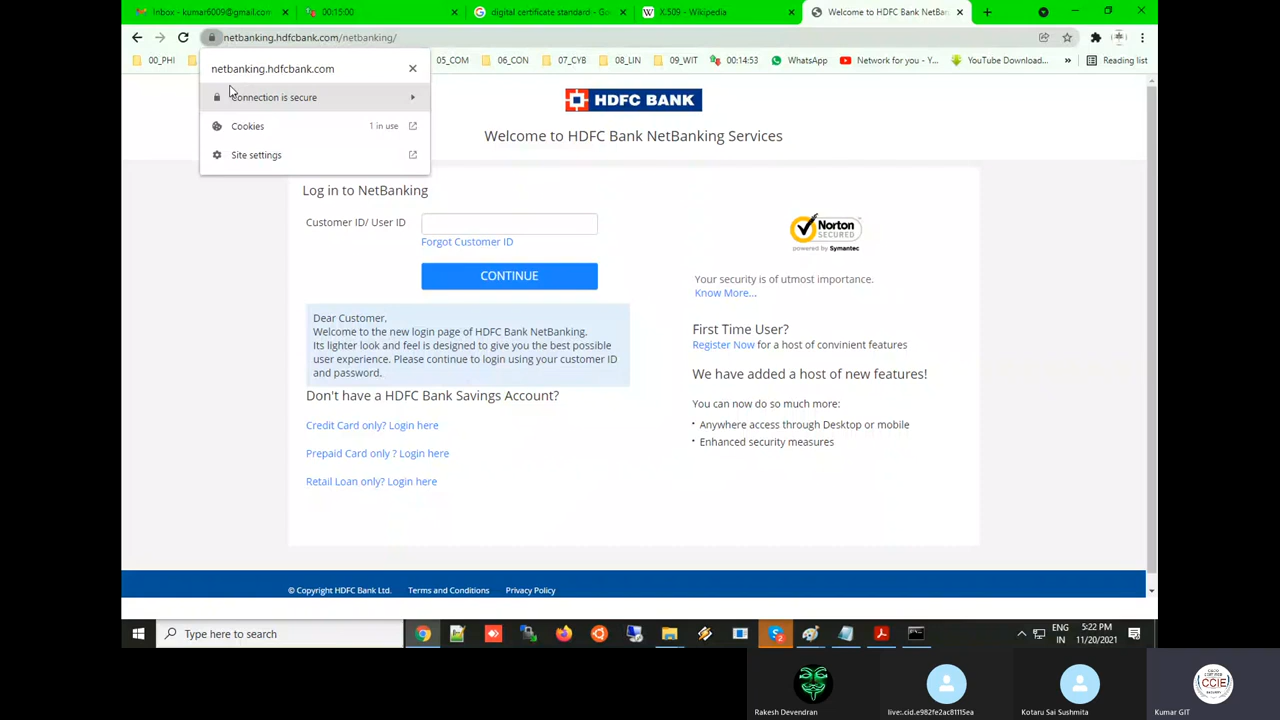 Inbox - kumar6009@gmail.com
00:15:00
digital certificate standard - Go
X.509 - Wikipedia
Welcome to HDFC Bank NetBan
netbanking.hdfcbank.com/netbanking/
00_PHI
05_COM
06_CON
07_CYB
08_LIN
09_WIT
00:14:53
WhatsApp
Network for you - Y...
YouTube Download...
»
Reading list
netbanking.hdfcbank.com
Connection is secure
Cookies
1 in use
Site settings
HDFC BANK
Welcome to HDFC Bank NetBanking Services
Log in to NetBanking
Customer ID/ User ID
Forgot Customer ID
CONTINUE
Dear Customer,
Welcome to the new login page of HDFC Bank NetBanking.
Its lighter look and feel is designed to give you the best possible
user experience. Please continue to login using your customer ID
and password.
Don't have a HDFC Bank Savings Account?
Credit Card only? Login here
Prepaid Card only ? Login here
Retail Loan only? Login here
Norton
SECURED
powered by Symantec
Your security is of utmost importance.
Know More...
First Time User?
Register Now for a host of convinient features
We have added a host of new features!
You can now do so much more:
Anywhere access through Desktop or mobile
Enhanced security measures
© Copyright HDFC Bank Ltd.
Terms and Conditions
Privacy Policy
Type here to search
ENG
IN
5:22 PM
11/20/2021
Rakesh Devendran
live:.cid.e982fe2ac81115ea
Kotaru Sai Sushmita
CCIE
Kumar GIT